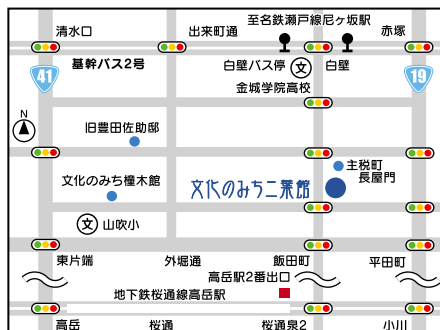 至名鉄瀬戸線尼ヶ坂駅
清水口
出来町通
赤塚
基幹バス2号
白壁バス停
文
白壁
41
19
金城学院高校
N
旧豊田佐助邸
主税町
長屋門
文化のみち橦木館
文化のみち二葉館
文
山吹小
東片端
外堀通
飯田町
平田町
高岳駅2番出口
地下鉄桜通線高岳駅
高岳
桜通
桜通泉2
小川